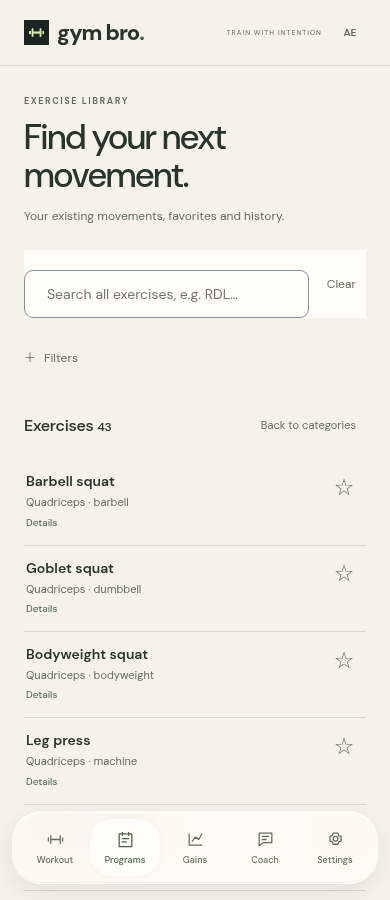 gym bro.
TRAIN WITH INTENTION
AE
EXERCISE LIBRARY
Find your next
movement.
Your existing movements, favorites and history.
Search all exercises, e.g. RDL...
Clear
+ Filters
Exercises 43
Back to categories
Barbell squat
Quadriceps · barbell
Details
Goblet squat
Quadriceps · dumbbell
Details
Bodyweight squat
Quadriceps · bodyweight
Details
Leg press
Quadriceps · machine
Details
Workout
Programs
Gains
Coach
Settings